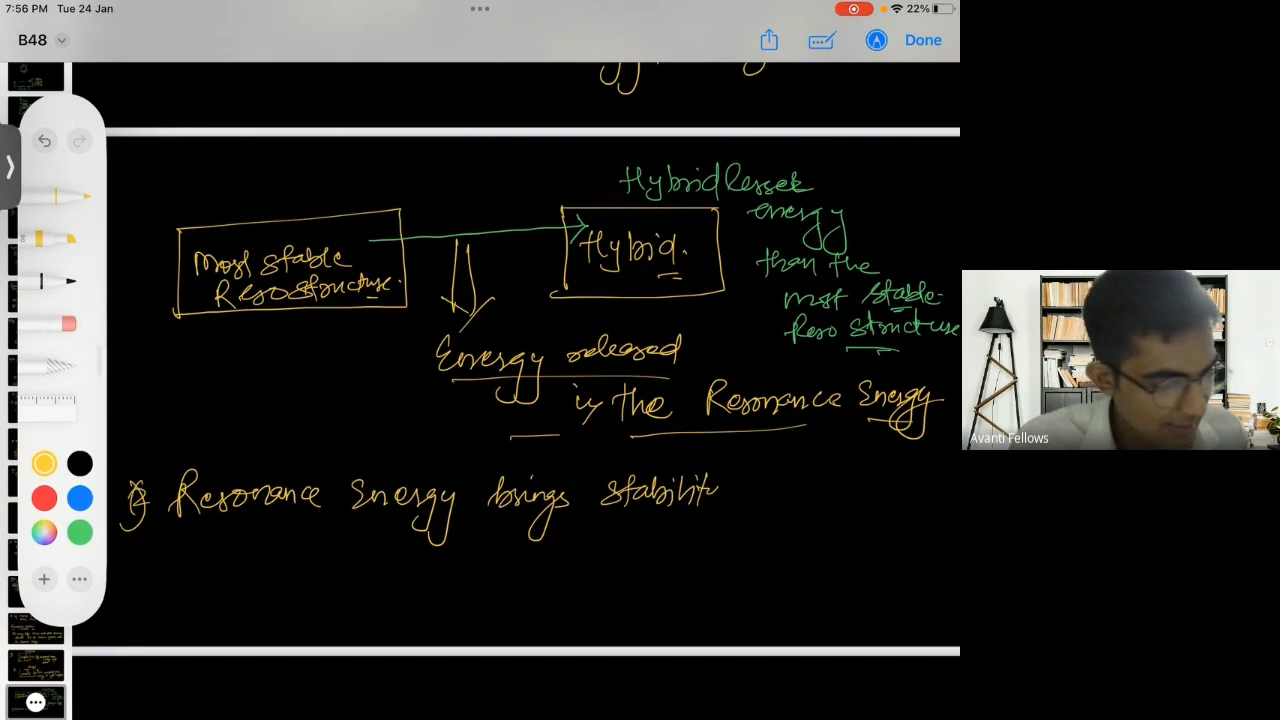 7:56 PM Tue 24 Jan
22%
B48
Done
Hybrid lesser
energy
than the
most stable
Reso structure
Most stable
Reso structure.
Hybrid.
Energy released
is the Resonance Energy
Resonance Energy brings stabilit
Avanti Fellows